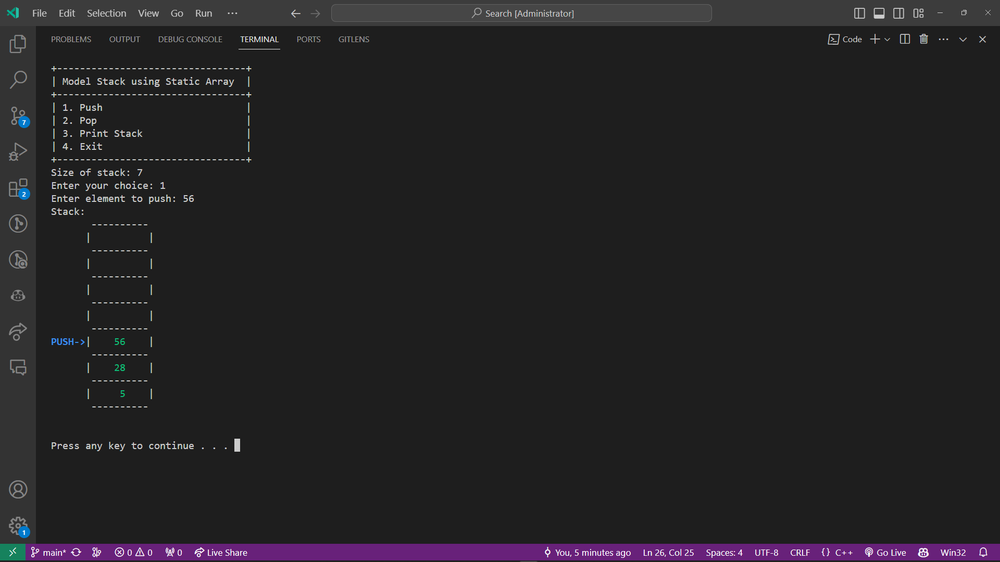 File Edit Selection View Go Run ··· Search [Administrator]
PROBLEMS OUTPUT DEBUG CONSOLE TERMINAL PORTS GITLENS Code
+---------------------------------+
| Model Stack using Static Array  |
+---------------------------------+
| 1. Push                         |
| 2. Pop                          |
| 3. Print Stack                  |
| 4. Exit                         |
+---------------------------------+
Size of stack: 7
Enter your choice: 1
Enter element to push: 56
Stack:
       ----------
      |          |
       ----------
      |          |
       ----------
      |          |
       ----------
      |          |
       ----------
PUSH->|    56    |
       ----------
      |    28    |
       ----------
      |     5    |
       ----------
Press any key to continue . . .
7
2
1
main* 0 0 0 Live Share You, 5 minutes ago Ln 26, Col 25 Spaces: 4 UTF-8 CRLF {} C++ Go Live Win32